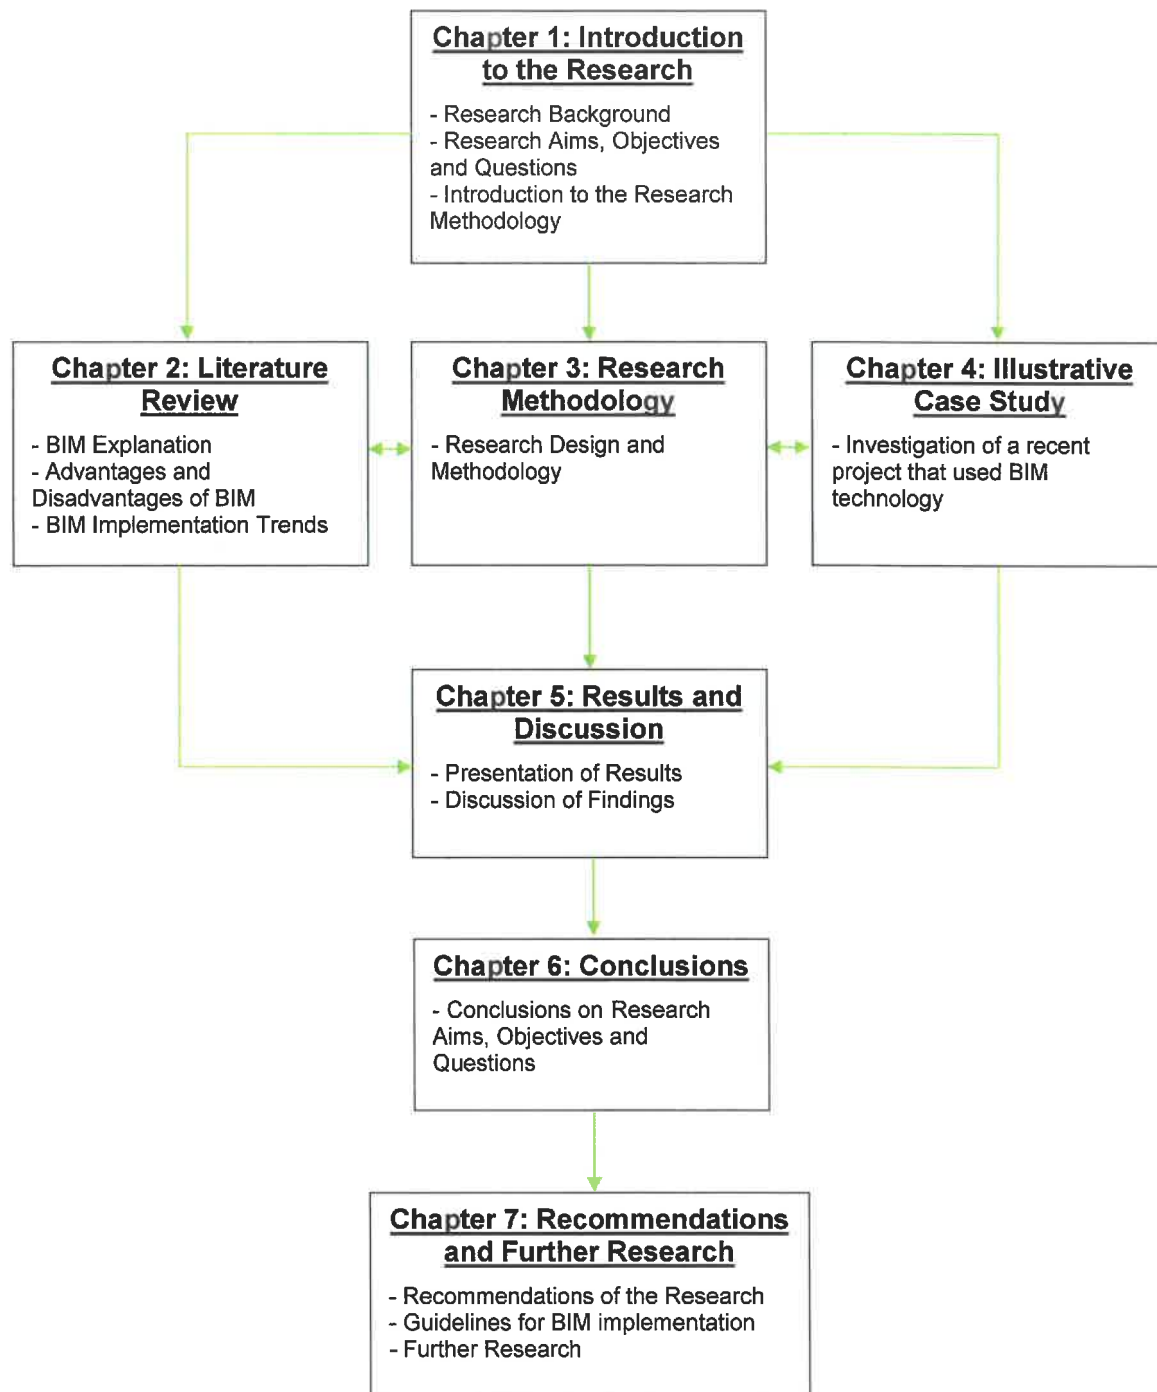 Chapter 1: Introduction
to the Research
- Research Background
- Research Aims, Objectives
and Questions
- Introduction to the Research
Methodology
Chapter 2: Literature
Review
- BIM Explanation
- Advantages and
Disadvantages of BIM
- BIM Implementation Trends
Chapter 3: Research
Methodology
- Research Design and
Methodology
Chapter 4: Illustrative
Case Study
- Investigation of a recent
project that used BIM
technology
Chapter 5: Results and
Discussion
- Presentation of Results
- Discussion of Findings
Chapter 6: Conclusions
- Conclusions on Research
Aims, Objectives and
Questions
Chapter 7: Recommendations
and Further Research
- Recommendations of the Research
- Guidelines for BIM implementation
- Further Research